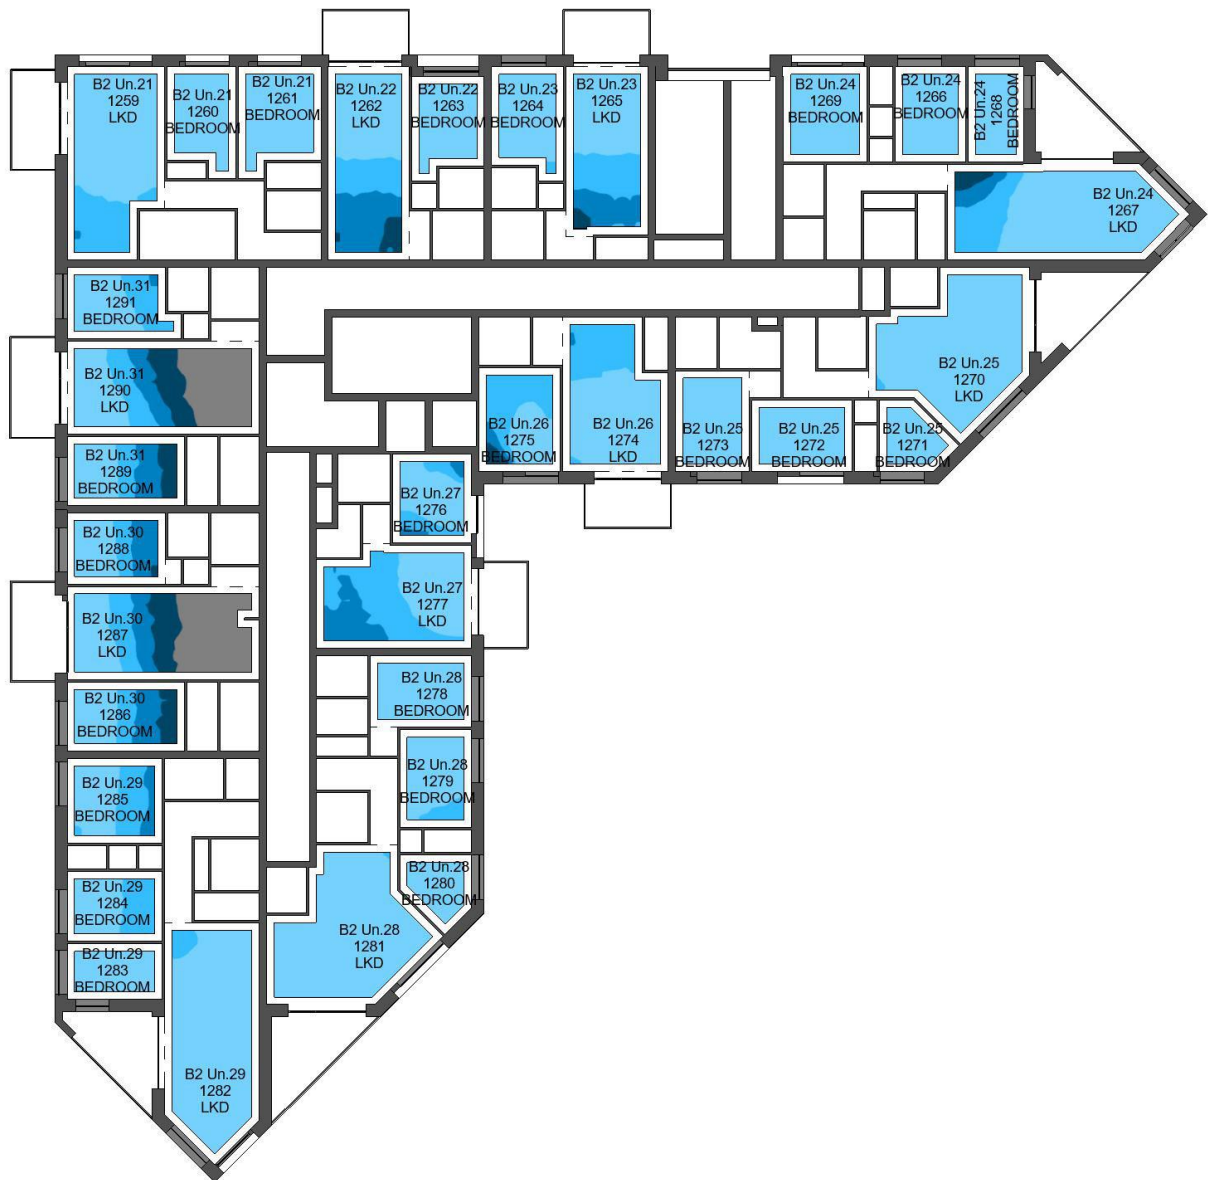 B2 Un.21
1259
LKD
B2 Un.21
1260
BEDROOM
B2 Un.21
1261
BEDROOM
B2 Un.22
1262
LKD
B2 Un.22
1263
BEDROOM
B2 Un.23
1264
BEDROOM
B2 Un.23
1265
LKD
B2 Un.24
1269
BEDROOM
B2 Un.24
1266
BEDROOM
B2 Un.24
1268
BEDROOM
B2 Un.24
1267
LKD
B2 Un.31
1291
BEDROOM
B2 Un.31
1290
LKD
B2 Un.25
1270
LKD
B2 Un.26
1275
BEDROOM
B2 Un.26
1274
LKD
B2 Un.25
1273
BEDROOM
B2 Un.25
1272
BEDROOM
B2 Un.25
1271
BEDROOM
B2 Un.31
1289
BEDROOM
B2 Un.27
1276
BEDROOM
B2 Un.30
1288
BEDROOM
B2 Un.27
1277
LKD
B2 Un.30
1287
LKD
B2 Un.28
1278
BEDROOM
B2 Un.30
1286
BEDROOM
B2 Un.28
1279
BEDROOM
B2 Un.29
1285
BEDROOM
B2 Un.28
1280
BEDROOM
B2 Un.29
1284
BEDROOM
B2 Un.28
1281
LKD
B2 Un.29
1283
BEDROOM
B2 Un.29
1282
LKD